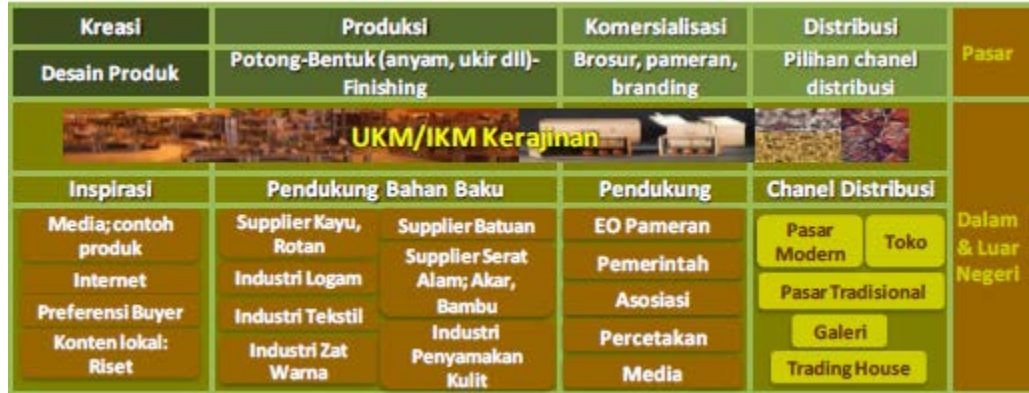 Kreasi
Produksi
Komersialisasi
Distribusi
Pasar
Desain Produk
Potong-Bentuk (anyam, ukir dll)-
Finishing
Brosur, pameran,
branding
Pilihan chanel
distribusi
UKM/IKM Kerajinan
Inspirasi
Pendukung Bahan Baku
Pendukung
Chanel Distribusi
Media; contoh
produk
Internet
Preferensi Buyer
Konten lokal:
Riset
Supplier Kayu,
Rotan
Industri Logam
Industri Tekstil
Industri Zat
Warna
Supplier Batuan
Supplier Serat
Alam; Akar,
Bambu
Industri
Penyamakan
Kulit
EO Pameran
Pemerintah
Asosiasi
Percetakan
Media
Pasar
Modern
Toko
Pasar Tradisional
Galeri
Trading House
Dalam
& Luar
Negeri